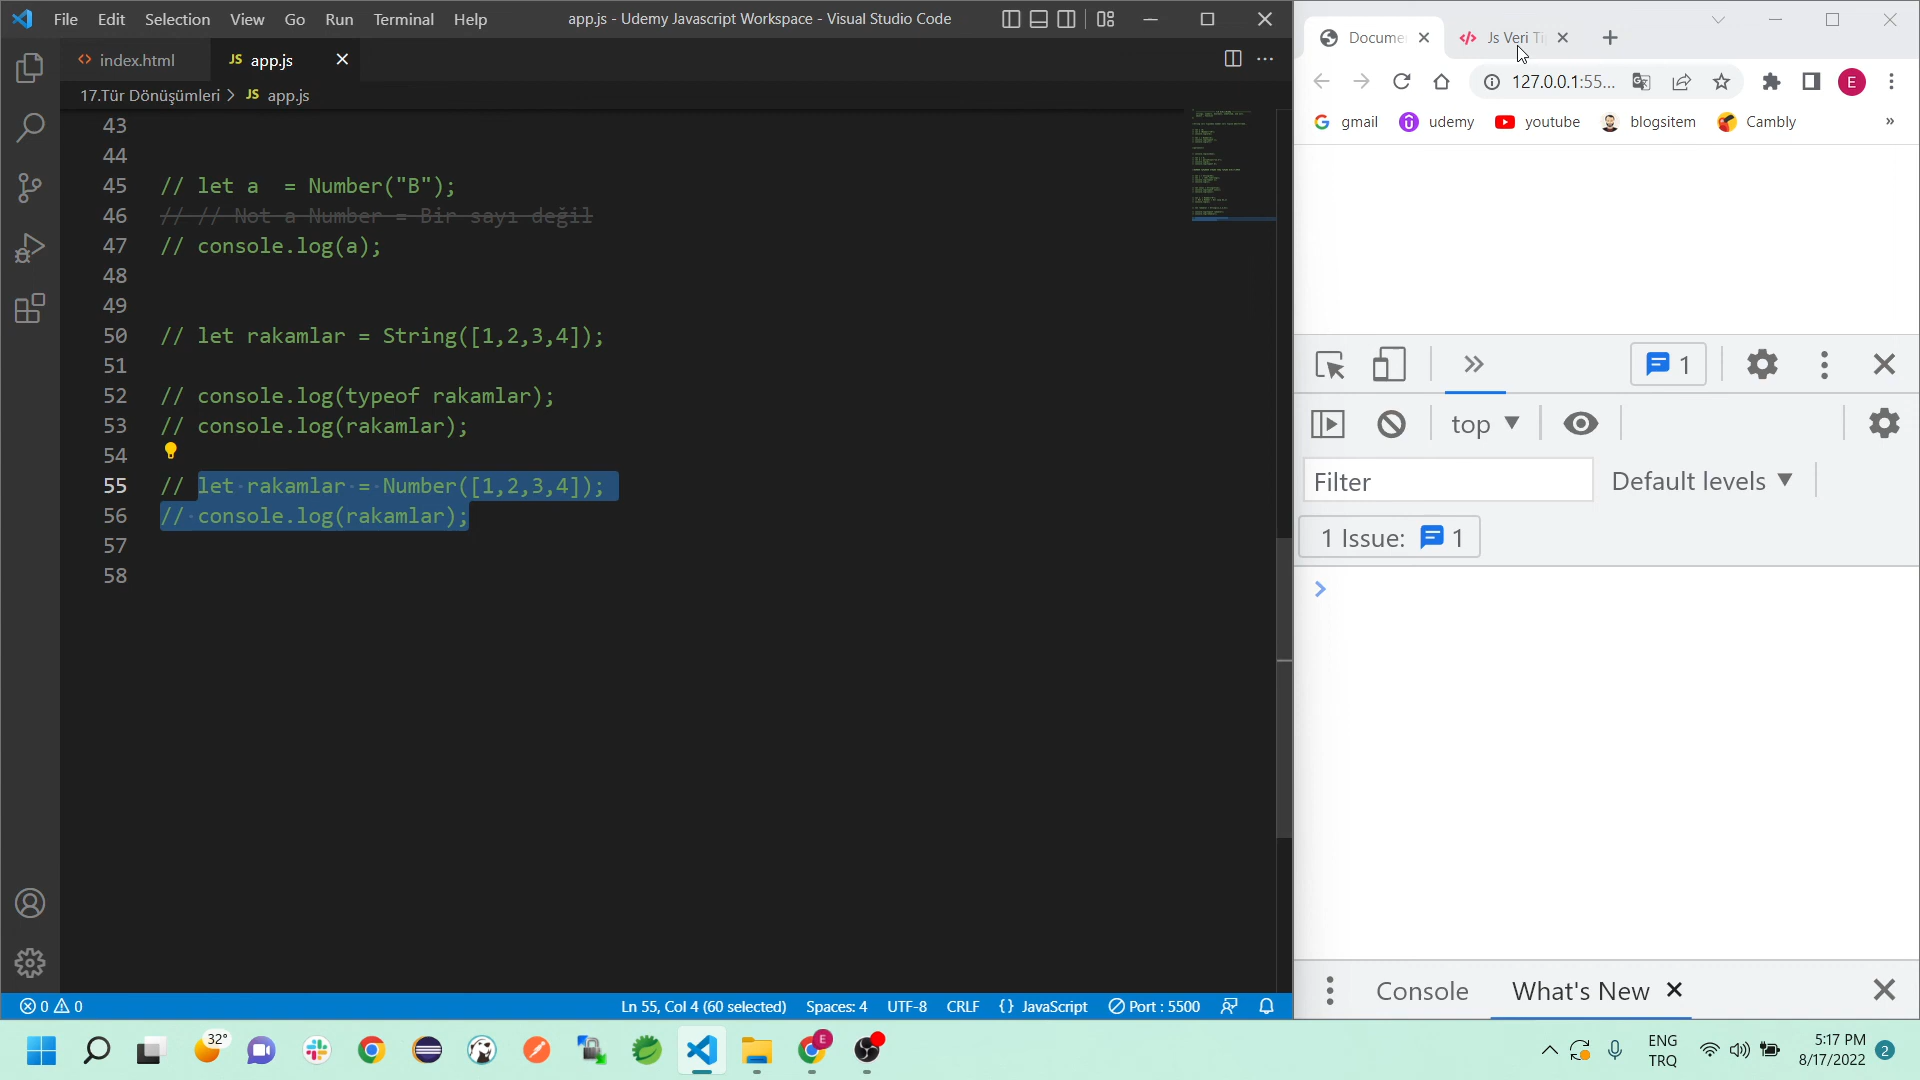 File Edit Selection View Go Run Terminal Help
app.js - Udemy Javascript Workspace - Visual Studio Code
index.html
JS app.js
17.Tür Dönüşümleri > JS app.js
43
44
45 // let a  = Number("B");
46 // // Not a Number = Bir sayı değil
47 // console.log(a);
48
49
50 // let rakamlar = String([1,2,3,4]);
51
52 // console.log(typeof rakamlar);
53 // console.log(rakamlar);
54
55 // let rakamlar = Number([1,2,3,4]);
56 // console.log(rakamlar);
57
58
0 0
Ln 55, Col 4 (60 selected)
Spaces: 4
UTF-8
CRLF
{} JavaScript
Port : 5500
Docume
Js Veri Ti
127.0.0.1:55...
E
gmail
udemy
youtube
blogsitem
Cambly
»
1
top
Filter
Default levels
1 Issue: 1
>
Console
What's New
32°
E
ENG
TRQ
5:17 PM
8/17/2022
2